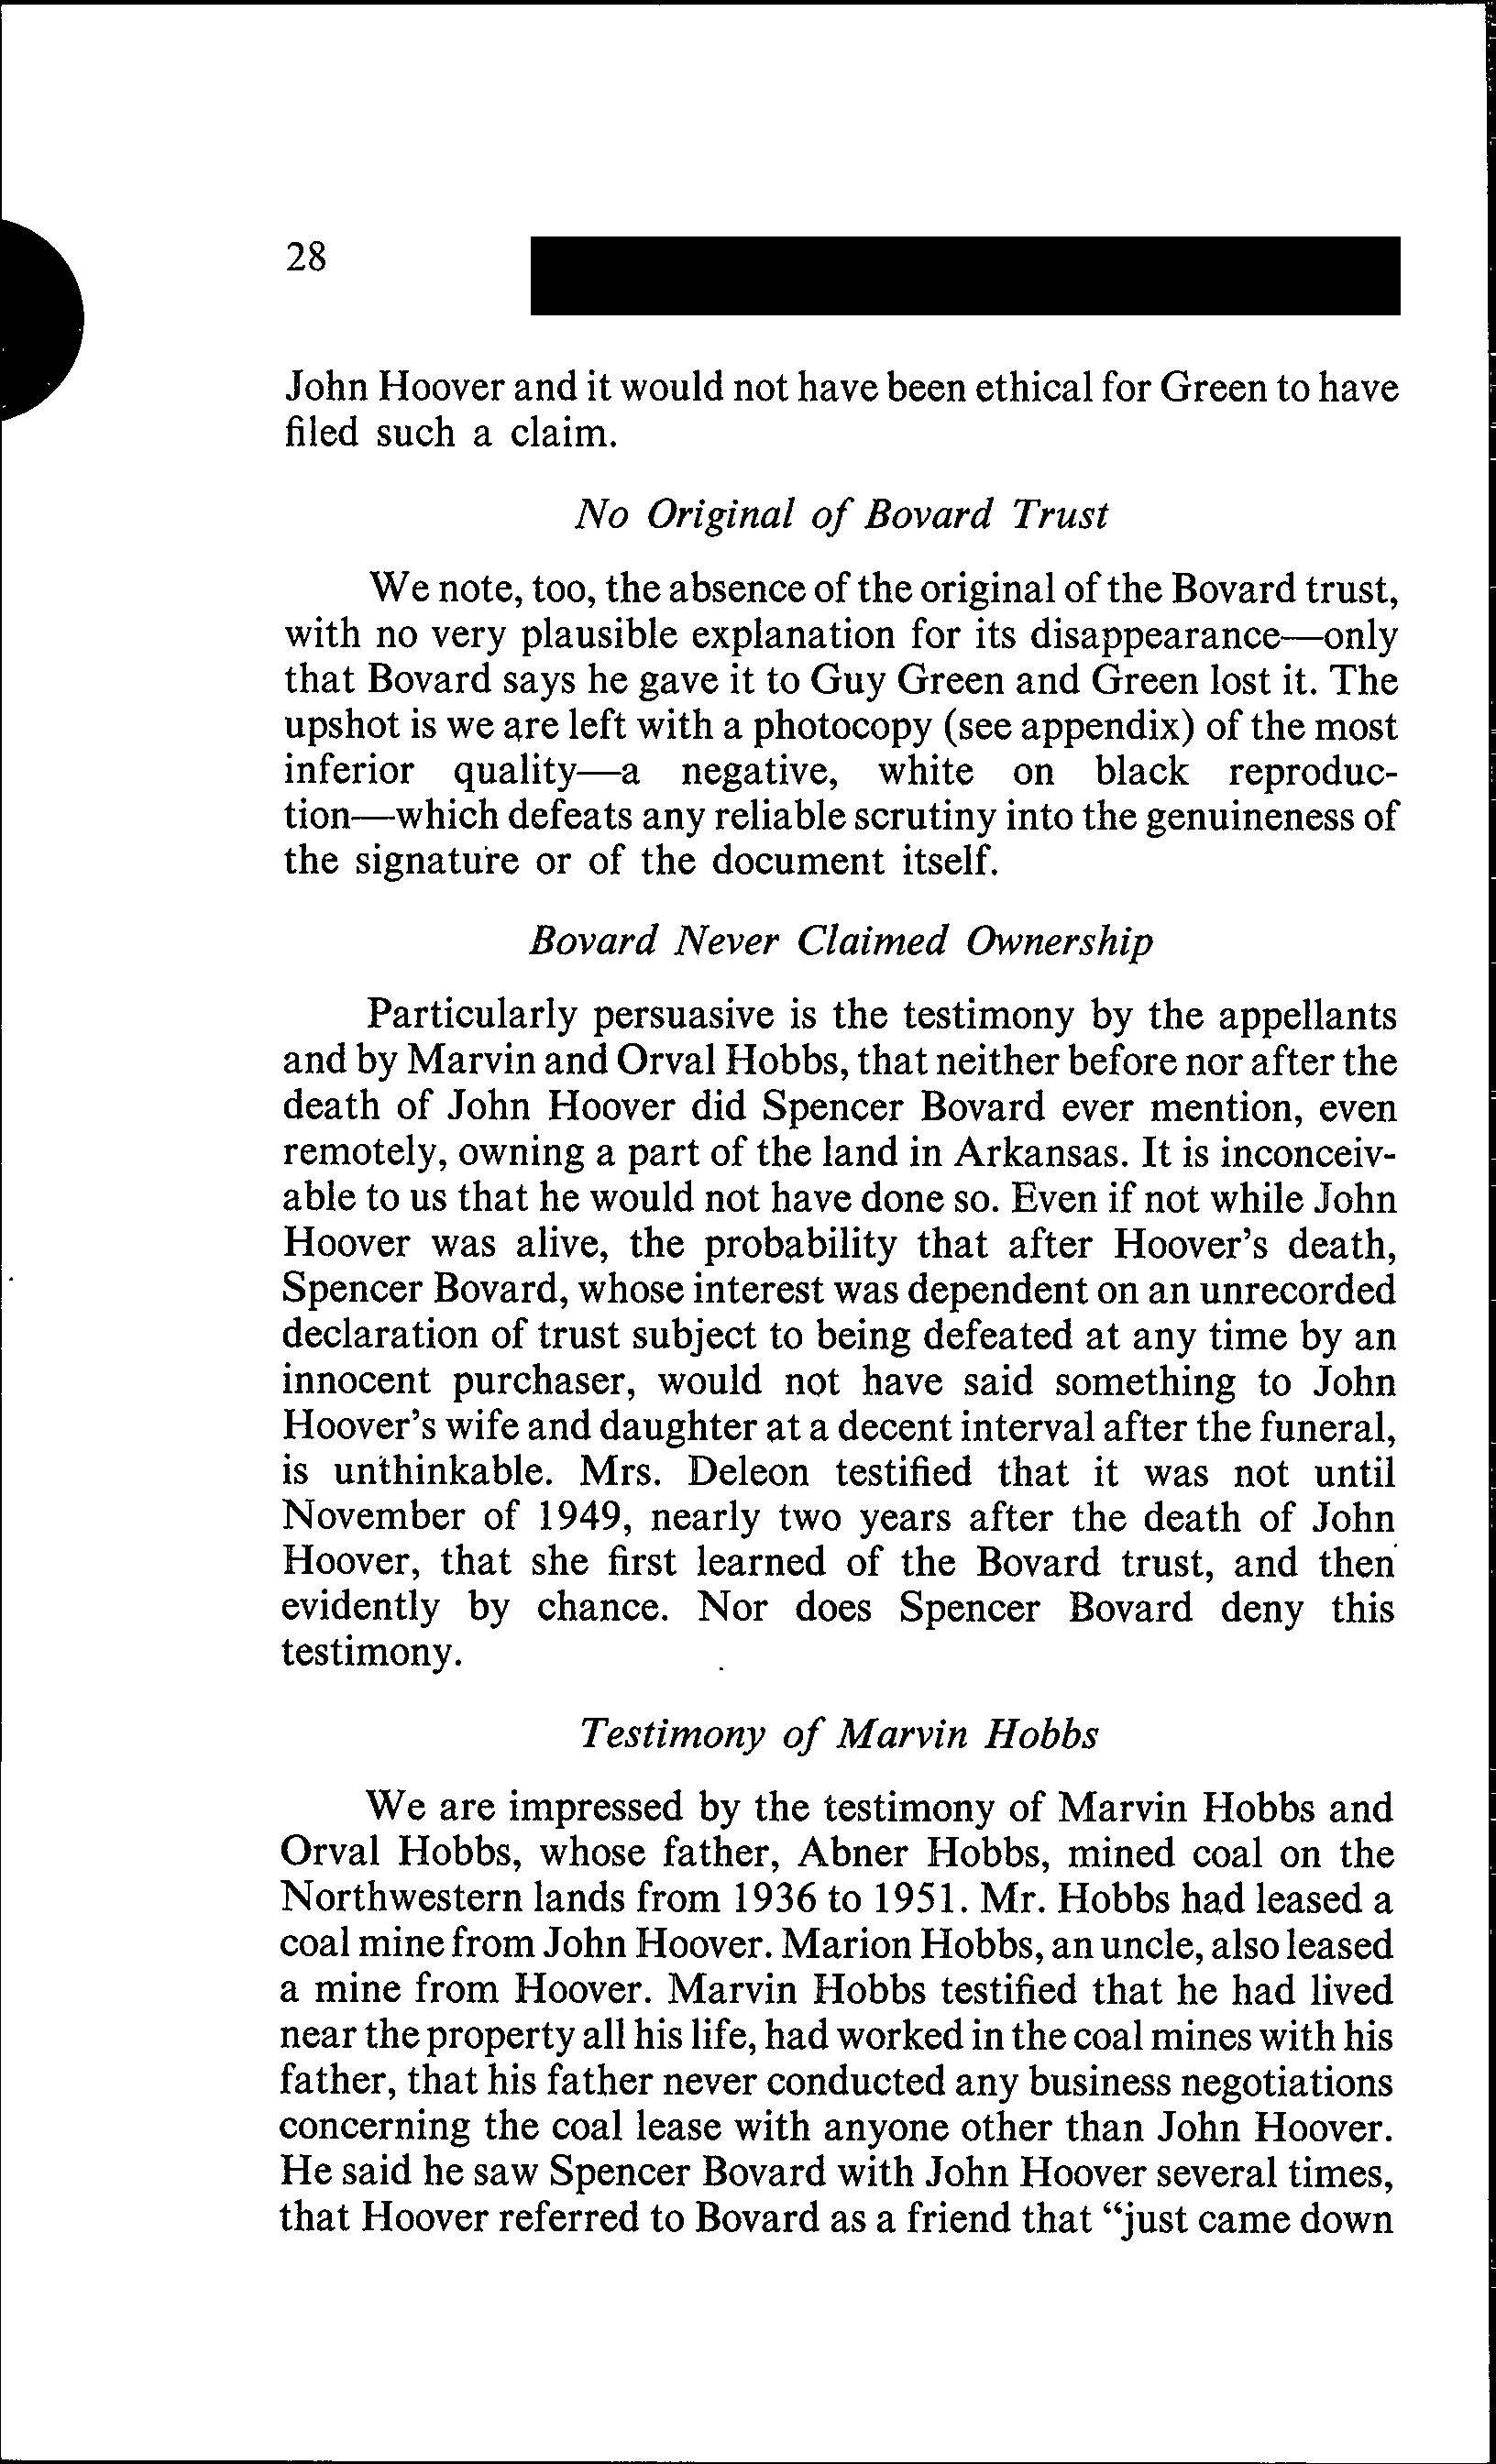 28
John Hoover and it would not have been ethical for Green to have
filed such a claim.
No Original of Bovard Trust
We note, too, the absence of the original of the Bovard trust,
with no very plausible explanation for its disappearance—only
that Bovard says he gave it to Guy Green and Green lost it. The
upshot is we are left with a photocopy (see appendix) of the most
inferior quality—a negative, white on black reproduc-
tion—which defeats any reliable scrutiny into the genuineness of
the signature or of the document itself.
Bovard Never Claimed Ownership
Particularly persuasive is the testimony by the appellants
and by Marvin and Orval Hobbs, that neither before nor after the
death of John Hoover did Spencer Bovard ever mention, even
remotely, owning a part of the land in Arkansas. It is inconceiv-
able to us that he would not have done so. Even if not while John
Hoover was alive, the probability that after Hoover's death,
Spencer Bovard, whose interest was dependent on an unrecorded
declaration of trust subject to being defeated at any time by an
innocent purchaser, would not have said something to John
Hoover's wife and daughter at a decent interval after the funeral,
is unthinkable. Mrs. Deleon testified that it was not until
November of 1949, nearly two years after the death of John
Hoover, that she first learned of the Bovard trust, and then
evidently by chance. Nor does Spencer Bovard deny this
testimony.
Testimony of Marvin Hobbs
We are impressed by the testimony of Marvin Hobbs and
Orval Hobbs, whose father, Abner Hobbs, mined coal on the
Northwestern lands from 1936 to 1951. Mr. Hobbs had leased a
coal mine from John Hoover. Marion Hobbs, an uncle, also leased
a mine from Hoover. Marvin Hobbs testified that he had lived
near the property all his life, had worked in the coal mines with his
father, that his father never conducted any business negotiations
concerning the coal lease with anyone other than John Hoover.
He said he saw Spencer Bovard with John Hoover several times,
that Hoover referred to Bovard as a friend that "just came down